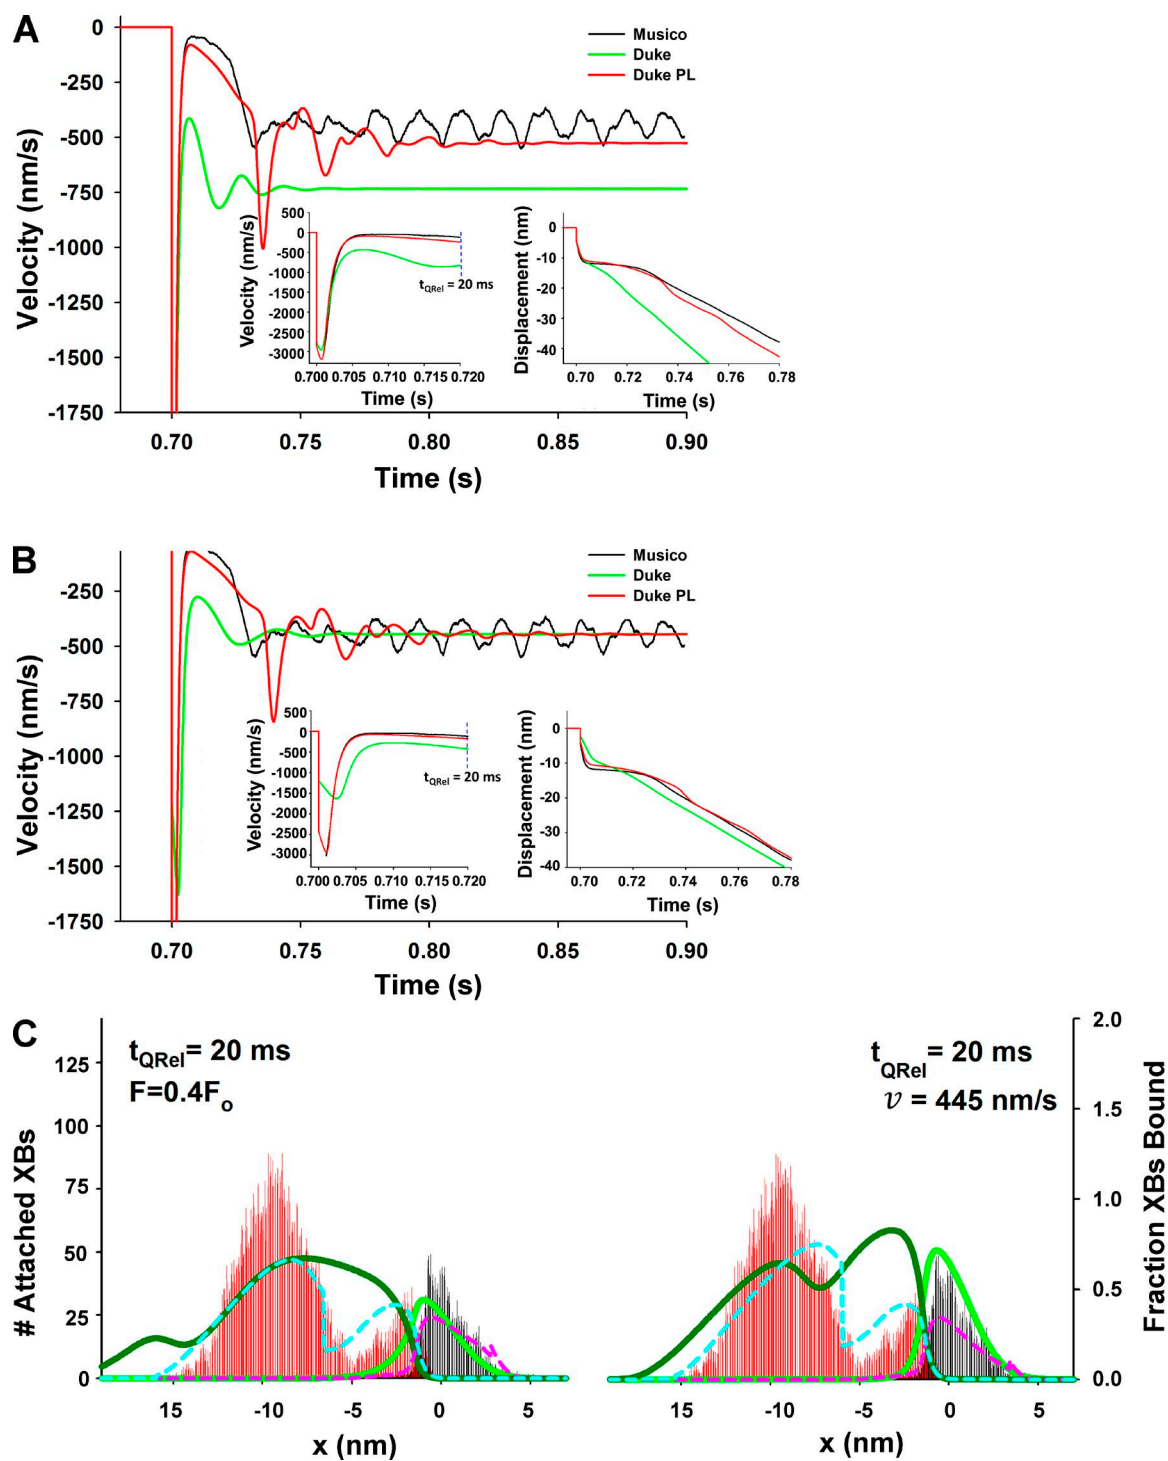 A
Musico
Duke
Duke PL
Velocity (nm/s)
0
-250
-500
-750
-1000
-1250
-1500
-1750
0.70
0.75
0.80
0.85
0.90
Time (s)
Velocity (nm/s)
500
0
-500
-1000
-1500
-2000
-2500
-3000
tQRel = 20 ms
0.700
0.705
0.710
0.715
0.720
Time (s)
Displacement (nm)
0
-10
-20
-30
-40
0.70
0.72
0.74
0.76
0.78
Time (s)
B
Musico
Duke
Duke PL
Velocity (nm/s)
-250
-500
-750
-1000
-1250
-1500
-1750
0.70
0.75
0.80
0.85
0.90
Time (s)
Velocity (nm/s)
500
0
-500
-1000
-1500
-2000
-2500
-3000
tQRel = 20 ms
0.700
0.705
0.710
0.715
0.720
Time (s)
Displacement (nm)
0
-10
-20
-30
-40
0.70
0.72
0.74
0.76
0.78
Time (s)
C
tQRel= 20 ms
F=0.4Fo
# Attached XBs
125
100
75
50
25
0
15
-10
-5
0
5
x (nm)
tQRel= 20 ms
v = 445 nm/s
2.0
1.5
1.0
0.5
0.0
Fraction XBs Bound
15
-10
-5
0
5
x (nm)